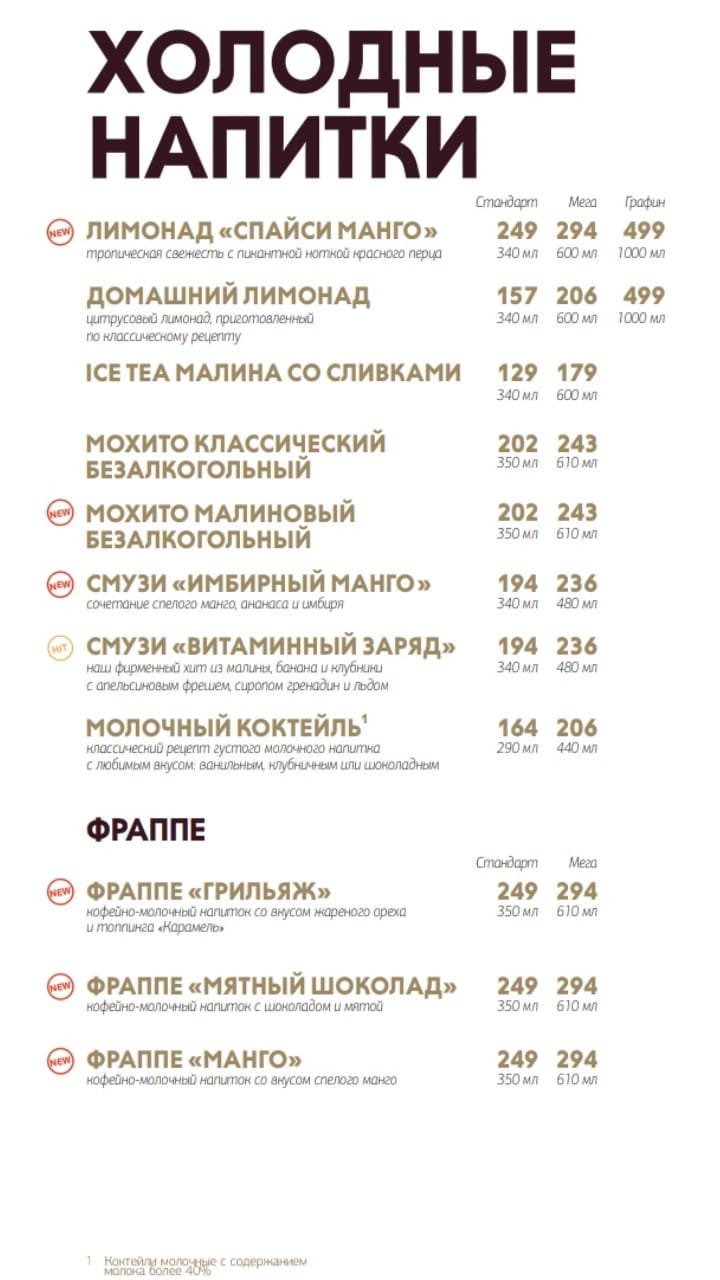 ХОЛОДНЫЕ
НАПИТКИ
Стандарт Мега Графин
NEW ЛИМОНАД «СПАЙСИ МАНГО» 249 294 499
тропическая свежесть с пикантной ноткой красного перца 340 мл 600 мл 1000 мл
ДОМАШНИЙ ЛИМОНАД 157 206 499
цитрусовый лимонад, приготовленный 340 мл 600 мл 1000 мл
по классическому рецепту
ICE TEA МАЛИНА СО СЛИВКАМИ 129 179
340 мл 600 мл
МОХИТО КЛАССИЧЕСКИЙ 202 243
БЕЗАЛКОГОЛЬНЫЙ 350 мл 610 мл
NEW МОХИТО МАЛИНОВЫЙ 202 243
БЕЗАЛКОГОЛЬНЫЙ 350 мл 610 мл
NEW СМУЗИ «ИМБИРНЫЙ МАНГО» 194 236
сочетание спелого манго, ананаса и имбиря 340 мл 480 мл
HIT СМУЗИ «ВИТАМИННЫЙ ЗАРЯД» 194 236
наш фирменный хит из малины, банана и клубники 340 мл 480 мл
с апельсиновым фрешем, сиропом гренадин и льдом
МОЛОЧНЫЙ КОКТЕЙЛЬ¹ 164 206
классический рецепт густого молочного напитка 290 мл 440 мл
с любимым вкусом: ванильным, клубничным или шоколадным
ФРАППЕ
Стандарт Мега
NEW ФРАППЕ «ГРИЛЬЯЖ» 249 294
кофейно-молочный напиток со вкусом жареного ореха 350 мл 610 мл
и топпинга «Карамель»
NEW ФРАППЕ «МЯТНЫЙ ШОКОЛАД» 249 294
кофейно-молочный напиток с шоколадом и мятой 350 мл 610 мл
NEW ФРАППЕ «МАНГО» 249 294
кофейно-молочный напиток со вкусом спелого манго 350 мл 610 мл
1 Коктейли молочные с содержанием
молока более 40%